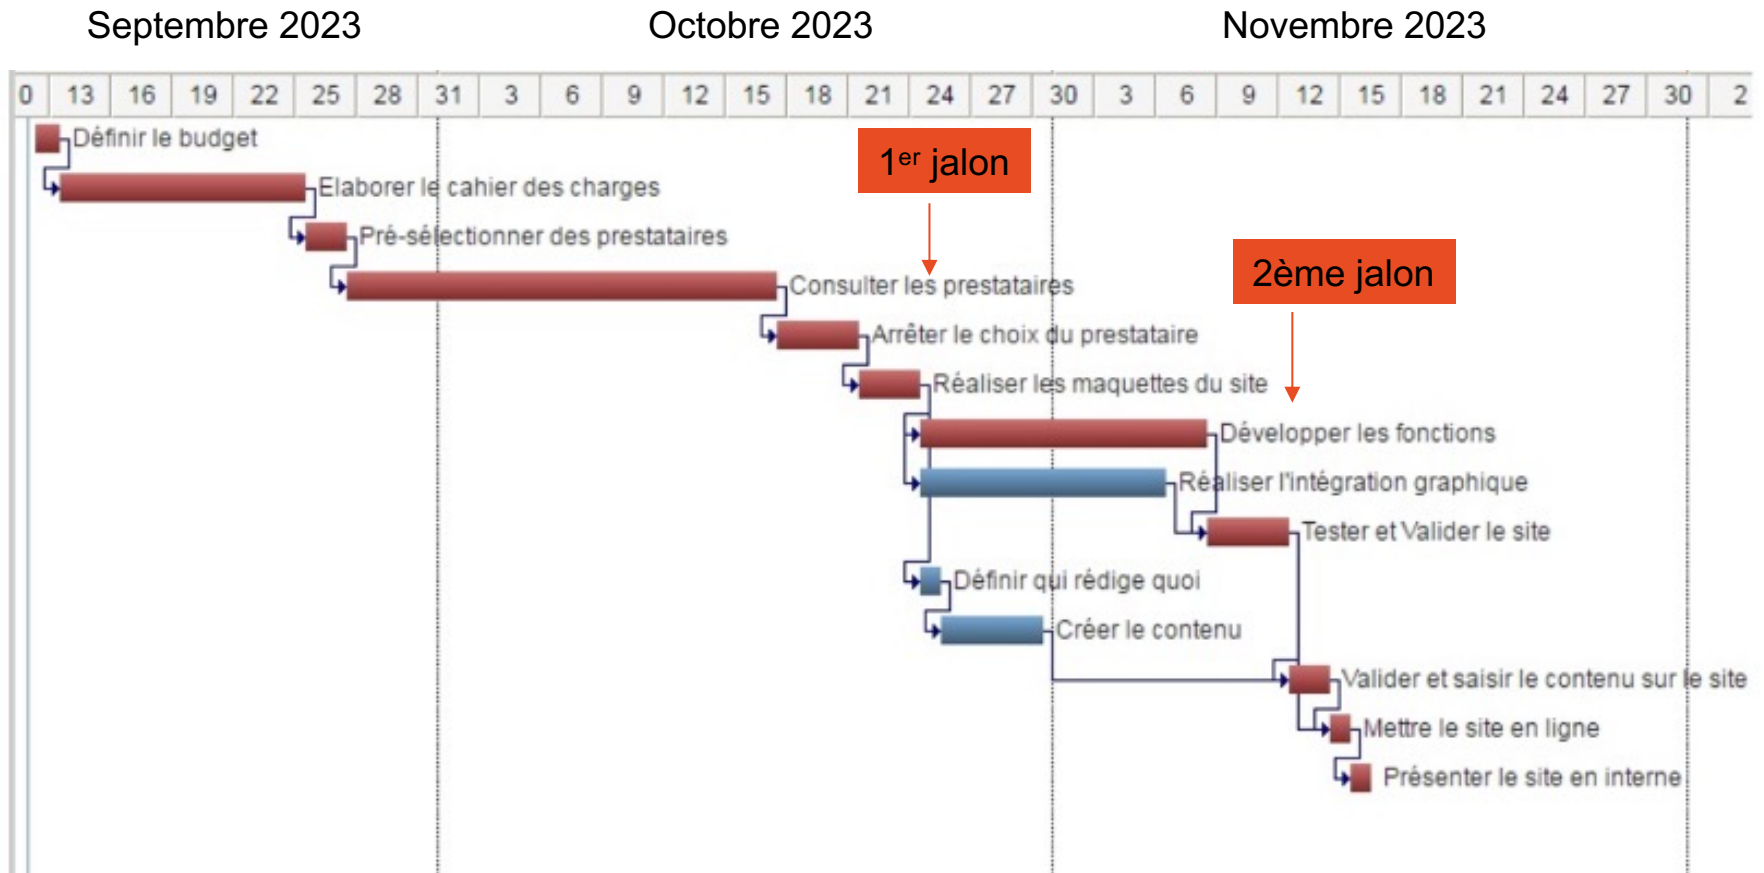 Septembre 2023 Octobre 2023 Novembre 2023
0 13 16 19 22 25 28 31 3 6 9 12 15 18 21 24 27 30 3 6 9 12 15 18 21 24 27 30 2
Définir le budget
1er jalon
Elaborer le cahier des charges
Pré-sélectionner des prestataires
2ème jalon
Consulter les prestataires
Arrêter le choix du prestataire
Réaliser les maquettes du site
Développer les fonctions
Réaliser l'intégration graphique
Tester et Valider le site
Définir qui rédige quoi
Créer le contenu
Valider et saisir le contenu sur le site
Mettre le site en ligne
Présenter le site en interne